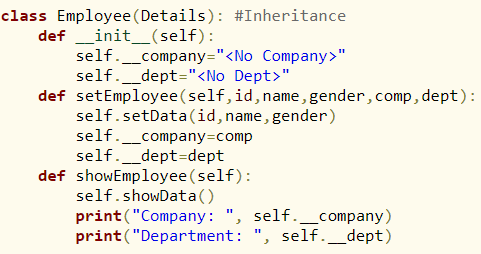 class Employee(Details): #Inheritance
    def __init__(self):
        self.__company="<No Company>"
        self.__dept="<No Dept>"
    def setEmployee(self,id,name,gender,comp,dept):
        self.setData(id,name,gender)
        self.__company=comp
        self.__dept=dept
    def showEmployee(self):
        self.showData()
        print("Company: ", self.__company)
        print("Department: ", self.__dept)